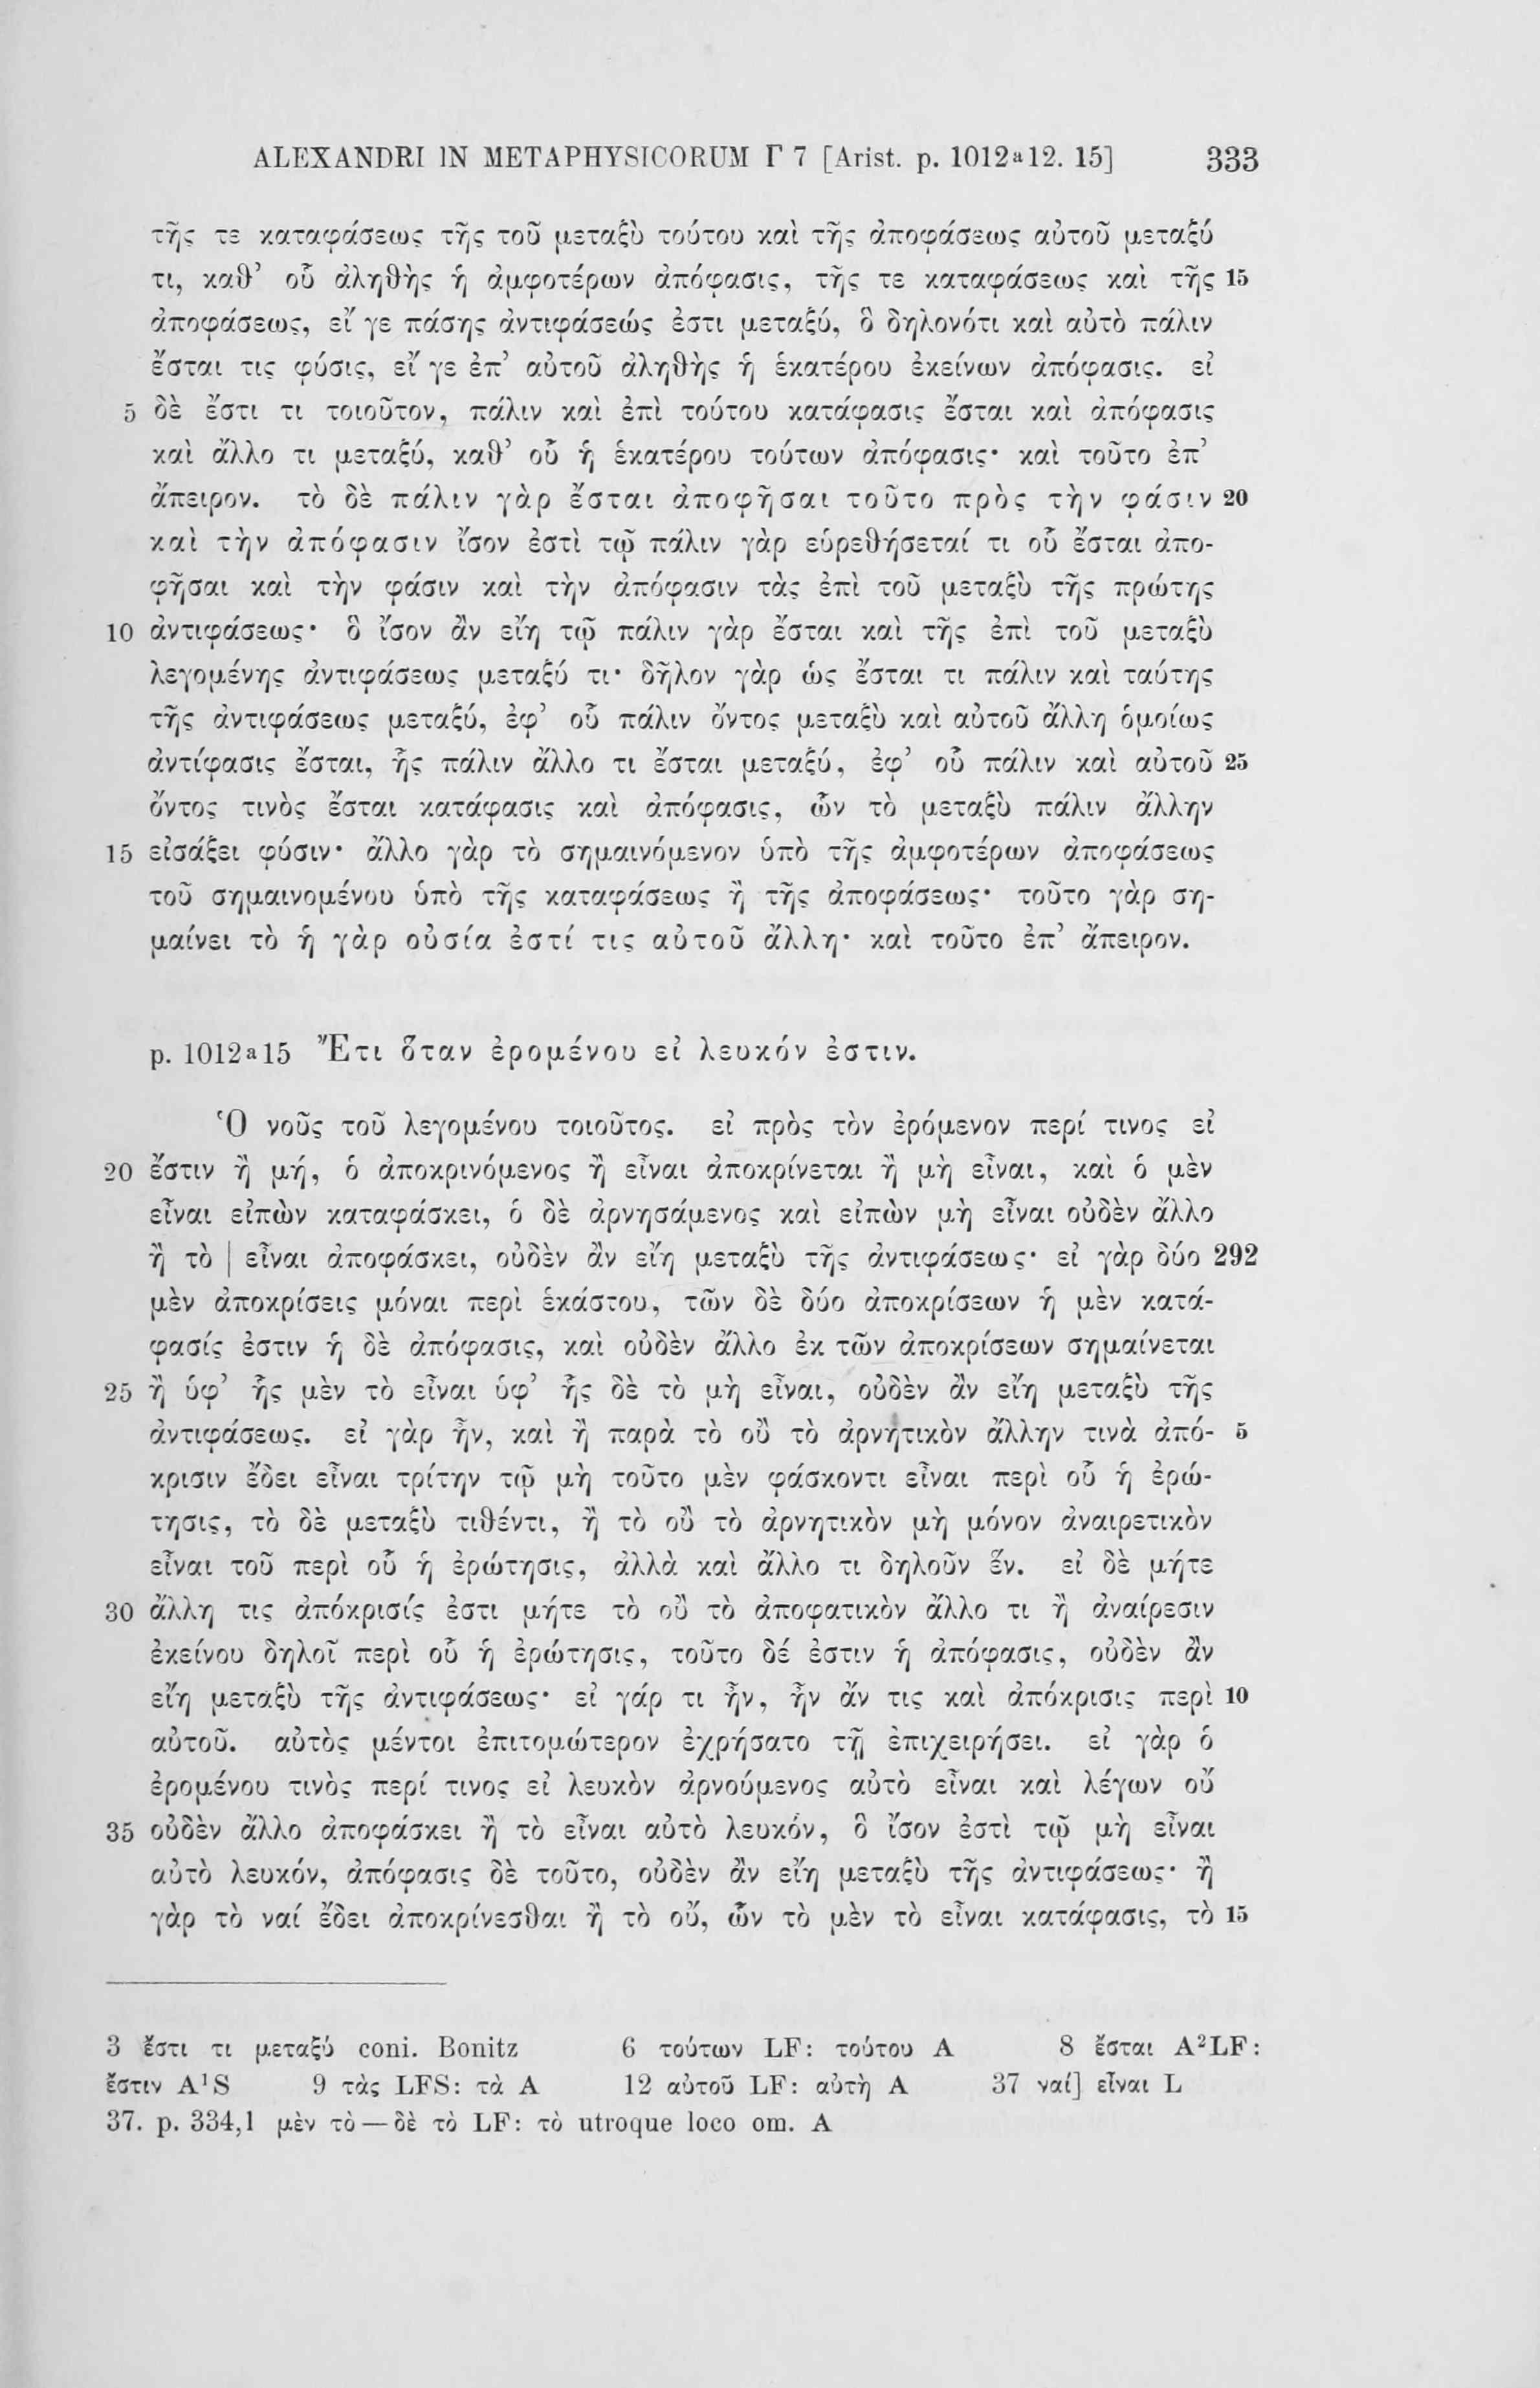 ALEXANDRI IN METAPHYSICORUM Γ 7 [Arist. p. 1012ᵃ12. 15] 333
τῆς τε καταφάσεως τῆς τοῦ μεταξὺ τούτου καὶ τῆς ἀποφάσεως αὐτοῦ μεταξύ
τι, καθ’ οὗ ἀληθὴς ἡ ἀμφοτέρων ἀπόφασις, τῆς τε καταφάσεως καὶ τῆς 15
ἀποφάσεως, εἴ γε πάσης ἀντιφάσεώς ἐστι μεταξύ, ὃ δηλονότι καὶ αὐτὸ πάλιν
ἔσται τις φύσις, εἴ γε ἐπ’ αὐτοῦ ἀληθὴς ἡ ἑκατέρου ἐκείνων ἀπόφασις. εἰ
5 δὲ ἔστι τι τοιοῦτον, πάλιν καὶ ἐπὶ τούτου κατάφασις ἔσται καὶ ἀπόφασις
καὶ ἄλλο τι μεταξύ, καθ’ οὗ ἡ ἑκατέρου τούτων ἀπόφασις· καὶ τοῦτο ἐπ’
ἄπειρον. τὸ δὲ πάλιν γὰρ ἔσται ἀποφῆσαι τοῦτο πρὸς τὴν φάσιν 20
καὶ τὴν ἀπόφασιν ἴσον ἐστὶ τῷ πάλιν γὰρ εὑρεθήσεταί τι οὗ ἔσται ἀπο-
φῆσαι καὶ τὴν φάσιν καὶ τὴν ἀπόφασιν τὰς ἐπὶ τοῦ μεταξὺ τῆς πρώτης
10 ἀντιφάσεως· ὃ ἴσον ἂν εἴη τῷ πάλιν γὰρ ἔσται καὶ τῆς ἐπὶ τοῦ μεταξὺ
λεγομένης ἀντιφάσεως μεταξύ τι· δῆλον γὰρ ὡς ἔσται τι πάλιν καὶ ταύτης
τῆς ἀντιφάσεως μεταξύ, ἐφ’ οὗ πάλιν ὄντος μεταξὺ καὶ αὐτοῦ ἄλλη ὁμοίως
ἀντίφασις ἔσται, ἧς πάλιν ἄλλο τι ἔσται μεταξύ, ἐφ’ οὗ πάλιν καὶ αὐτοῦ 25
ὄντος τινὸς ἔσται κατάφασις καὶ ἀπόφασις, ὧν τὸ μεταξὺ πάλιν ἄλλην
15 εἰσάξει φύσιν· ἄλλο γὰρ τὸ σημαινόμενον ὑπὸ τῆς ἀμφοτέρων ἀποφάσεως
τοῦ σημαινομένου ὑπὸ τῆς καταφάσεως ἢ τῆς ἀποφάσεως· τοῦτο γὰρ ση-
μαίνει τὸ ἡ γὰρ οὐσία ἐστί τις αὐτοῦ ἄλλη· καὶ τοῦτο ἐπ’ ἄπειρον.
p. 1012ᵃ15 Ἔτι ὅταν ἐρομένου εἰ λευκόν ἐστιν.
Ὁ νοῦς τοῦ λεγομένου τοιοῦτος. εἰ πρὸς τὸν ἐρόμενον περί τινος εἰ
20 ἔστιν ἢ μή, ὁ ἀποκρινόμενος ἢ εἶναι ἀποκρίνεται ἢ μὴ εἶναι, καὶ ὁ μὲν
εἶναι εἰπὼν καταφάσκει, ὁ δὲ ἀρνησάμενος καὶ εἰπὼν μὴ εἶναι οὐδὲν ἄλλο
ἢ τὸ | εἶναι ἀποφάσκει, οὐδὲν ἂν εἴη μεταξὺ τῆς ἀντιφάσεως· εἰ γὰρ δύο 292
μὲν ἀποκρίσεις μόναι περὶ ἑκάστου, τῶν δὲ δύο ἀποκρίσεων ἡ μὲν κατά-
φασίς ἐστιν ἡ δὲ ἀπόφασις, καὶ οὐδὲν ἄλλο ἐκ τῶν ἀποκρίσεων σημαίνεται
25 ἢ ὑφ’ ἧς μὲν τὸ εἶναι ὑφ’ ἧς δὲ τὸ μὴ εἶναι, οὐδὲν ἂν εἴη μεταξὺ τῆς
ἀντιφάσεως. εἰ γὰρ ἦν, καὶ ἢ παρὰ τὸ οὒ τὸ ἀρνητικὸν ἄλλην τινὰ ἀπό- 5
κρισιν ἔδει εἶναι τρίτην τῷ μὴ τοῦτο μὲν φάσκοντι εἶναι περὶ οὗ ἡ ἐρώ-
τησις, τὸ δὲ μεταξὺ τιθέντι, ἢ τὸ οὒ τὸ ἀρνητικὸν μὴ μόνον ἀναιρετικὸν
εἶναι τοῦ περὶ οὗ ἡ ἐρώτησις, ἀλλὰ καὶ ἄλλο τι δηλοῦν ἕν. εἰ δὲ μήτε
30 ἄλλη τις ἀπόκρισίς ἐστι μήτε τὸ οὒ τὸ ἀποφατικὸν ἄλλο τι ἢ ἀναίρεσιν
ἐκείνου δηλοῖ περὶ οὗ ἡ ἐρώτησις, τοῦτο δέ ἐστιν ἡ ἀπόφασις, οὐδὲν ἂν
εἴη μεταξὺ τῆς ἀντιφάσεως· εἰ γάρ τι ἦν, ἦν ἄν τις καὶ ἀπόκρισις περὶ 10
αὐτοῦ. αὐτὸς μέντοι ἐπιτομώτερον ἐχρήσατο τῇ ἐπιχειρήσει. εἰ γὰρ ὁ
ἐρομένου τινὸς περί τινος εἰ λευκὸν ἀρνούμενος αὐτὸ εἶναι καὶ λέγων οὔ
35 οὐδὲν ἄλλο ἀποφάσκει ἢ τὸ εἶναι αὐτὸ λευκόν, ὃ ἴσον ἐστὶ τῷ μὴ εἶναι
αὐτὸ λευκόν, ἀπόφασις δὲ τοῦτο, οὐδὲν ἂν εἴη μεταξὺ τῆς ἀντιφάσεως· ἢ
γὰρ τὸ ναί ἔδει ἀποκρίνεσθαι ἢ τὸ οὔ, ὧν τὸ μὲν τὸ εἶναι κατάφασις, τὸ 15
3 ἔστι τι μεταξύ coni. Bonitz 6 τούτων LF: τούτου A 8 ἔσται A²LF:
ἔστιν A¹S 9 τὰς LFS: τὰ A 12 αὐτοῦ LF: αὐτὴ A 37 ναί] εἶναι L
37. p. 334,1 μὲν τὸ — δὲ τὸ LF: τὸ utroque loco om. A